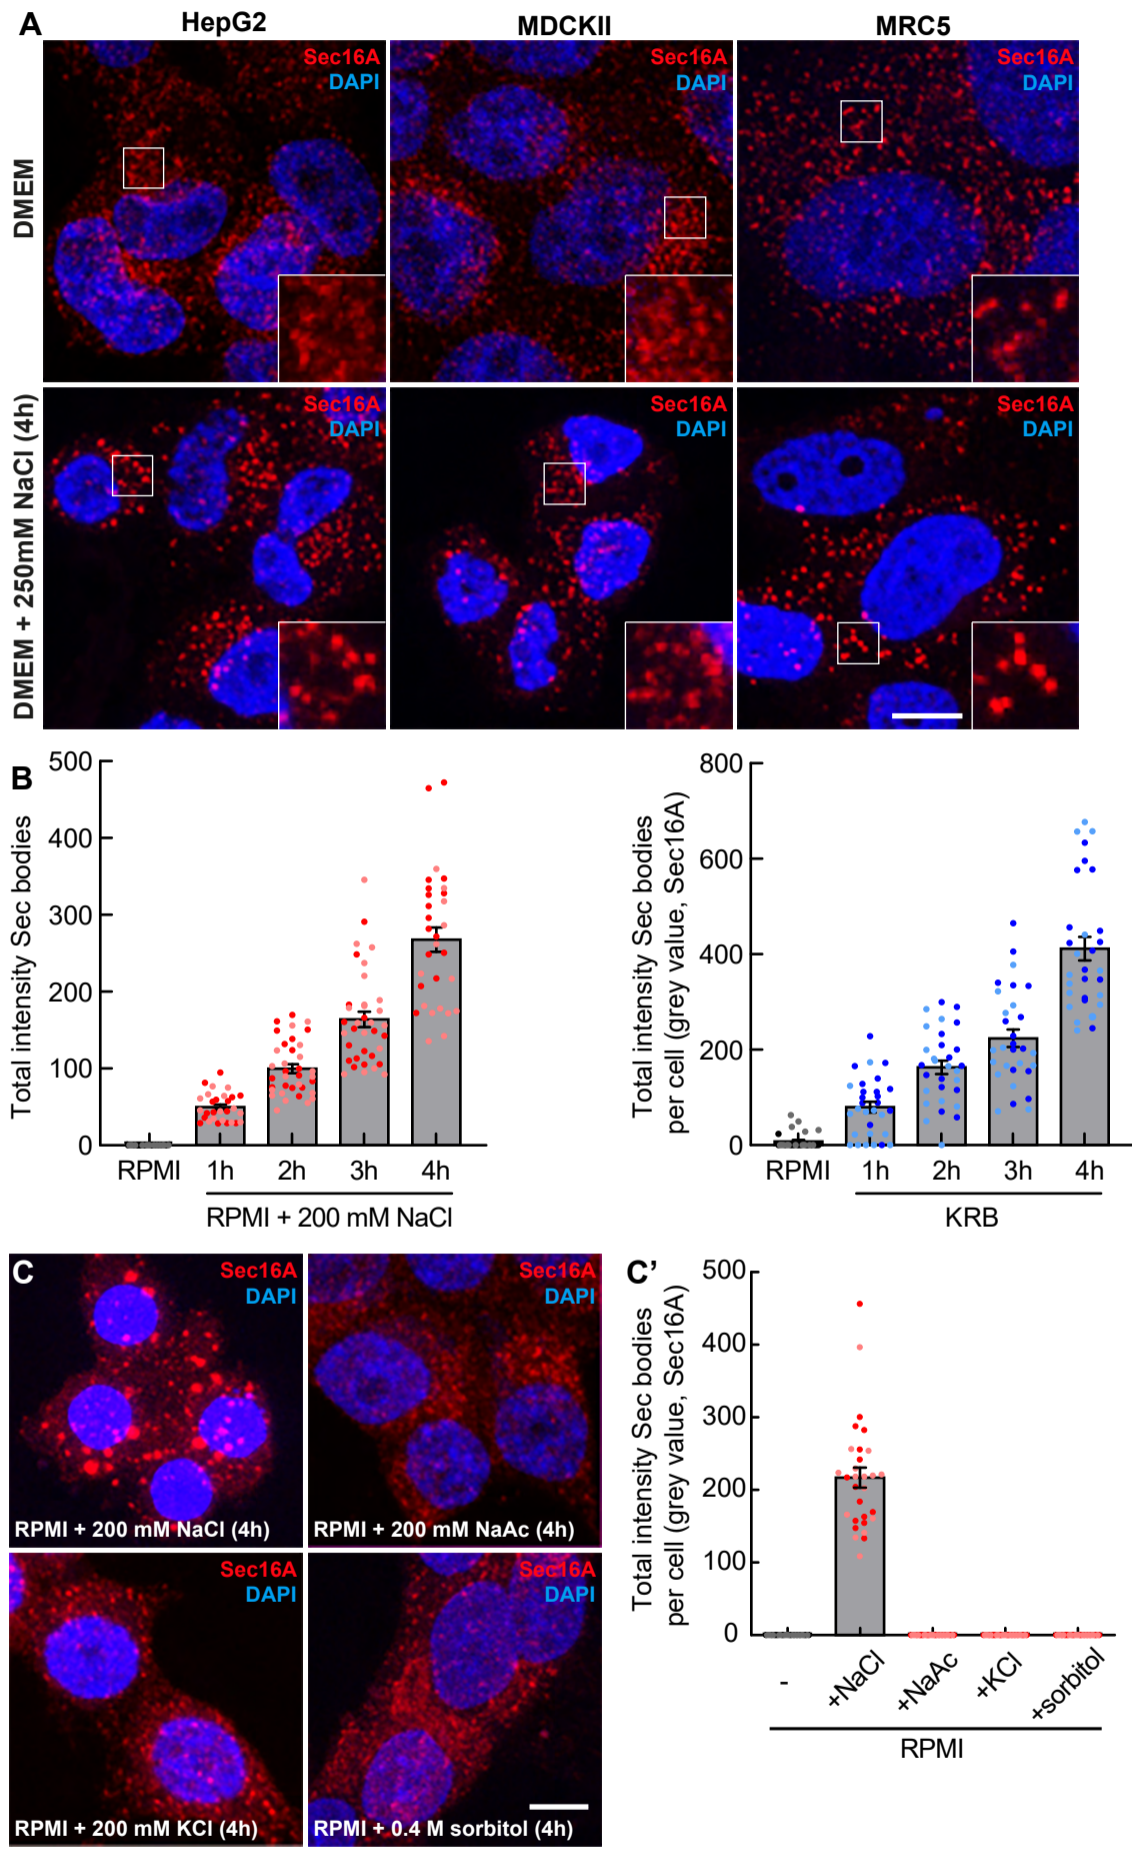 A
HepG2
MDCKII
MRC5
DMEM
Sec16A
DAPI
Sec16A
DAPI
Sec16A
DAPI
DMEM + 250mM NaCl (4h)
Sec16A
DAPI
Sec16A
DAPI
Sec16A
DAPI
B
Total intensity Sec bodies
500
400
300
200
100
0
RPMI
1h
2h
3h
4h
RPMI + 200 mM NaCl
Total intensity Sec bodies
per cell (grey value, Sec16A)
800
600
400
200
0
RPMI
1h
2h
3h
4h
KRB
C
Sec16A
DAPI
RPMI + 200 mM NaCl (4h)
Sec16A
DAPI
RPMI + 200 mM NaAc (4h)
Sec16A
DAPI
RPMI + 200 mM KCl (4h)
Sec16A
DAPI
RPMI + 0.4 M sorbitol (4h)
C’
Total intensity Sec bodies
per cell (grey value, Sec16A)
500
400
300
200
100
0
-
+NaCl
+NaAc
+KCl
+sorbitol
RPMI